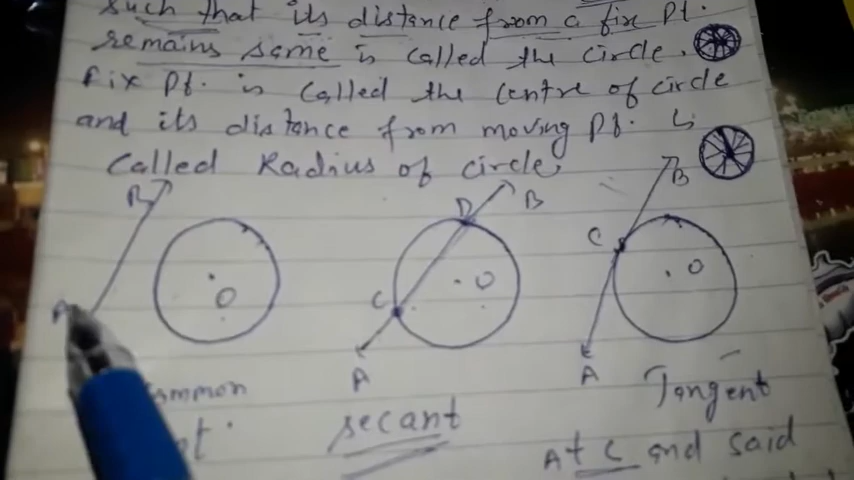 such that its distance from a fix Pt.
remains same is called the circle.
fix Pt. is called the centre of circle
and its distance from moving Pt. is
Called Radius of circle.
B
D
B
B
C
O
O
O
C
A
A
A
Tangent
secant
At C and said